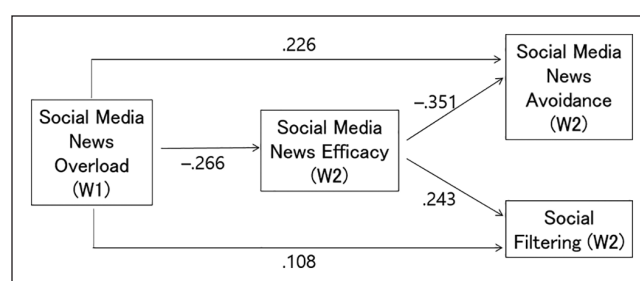 .226
Social Media
News
Avoidance
(W2)
–.351
Social Media
News
Overload
(W1)
–.266
Social Media
News Efficacy
(W2)
.243
Social
Filtering (W2)
.108